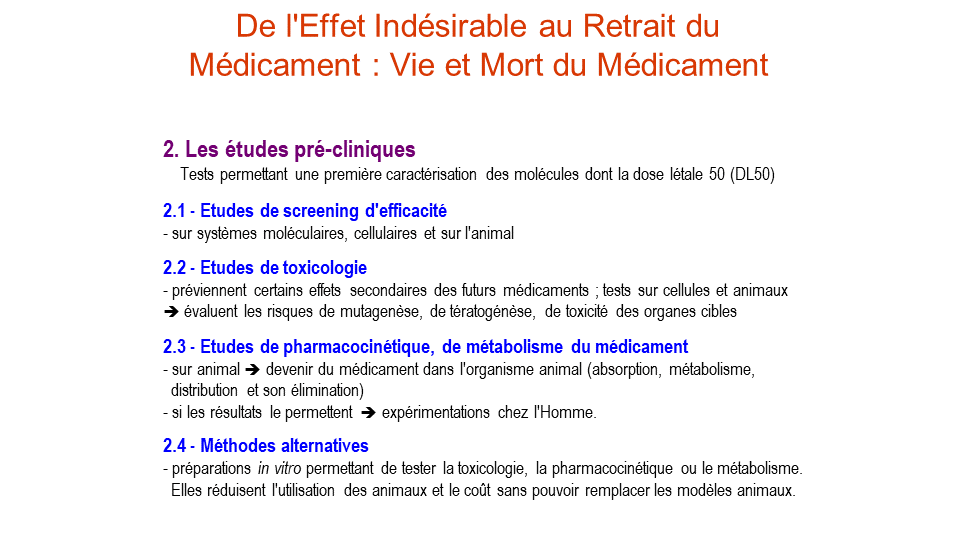 De l'Effet Indésirable au Retrait du
Médicament : Vie et Mort du Médicament
2. Les études pré-cliniques
Tests permettant une première caractérisation des molécules dont la dose létale 50 (DL50)
2.1 - Etudes de screening d'efficacité
- sur systèmes moléculaires, cellulaires et sur l'animal
2.2 - Etudes de toxicologie
- préviennent certains effets secondaires des futurs médicaments ; tests sur cellules et animaux
➔ évaluent les risques de mutagenèse, de tératogénèse, de toxicité des organes cibles
2.3 - Etudes de pharmacocinétique, de métabolisme du médicament
- sur animal ➔ devenir du médicament dans l'organisme animal (absorption, métabolisme,
distribution et son élimination)
- si les résultats le permettent ➔ expérimentations chez l'Homme.
2.4 - Méthodes alternatives
- préparations in vitro permettant de tester la toxicologie, la pharmacocinétique ou le métabolisme.
Elles réduisent l'utilisation des animaux et le coût sans pouvoir remplacer les modèles animaux.